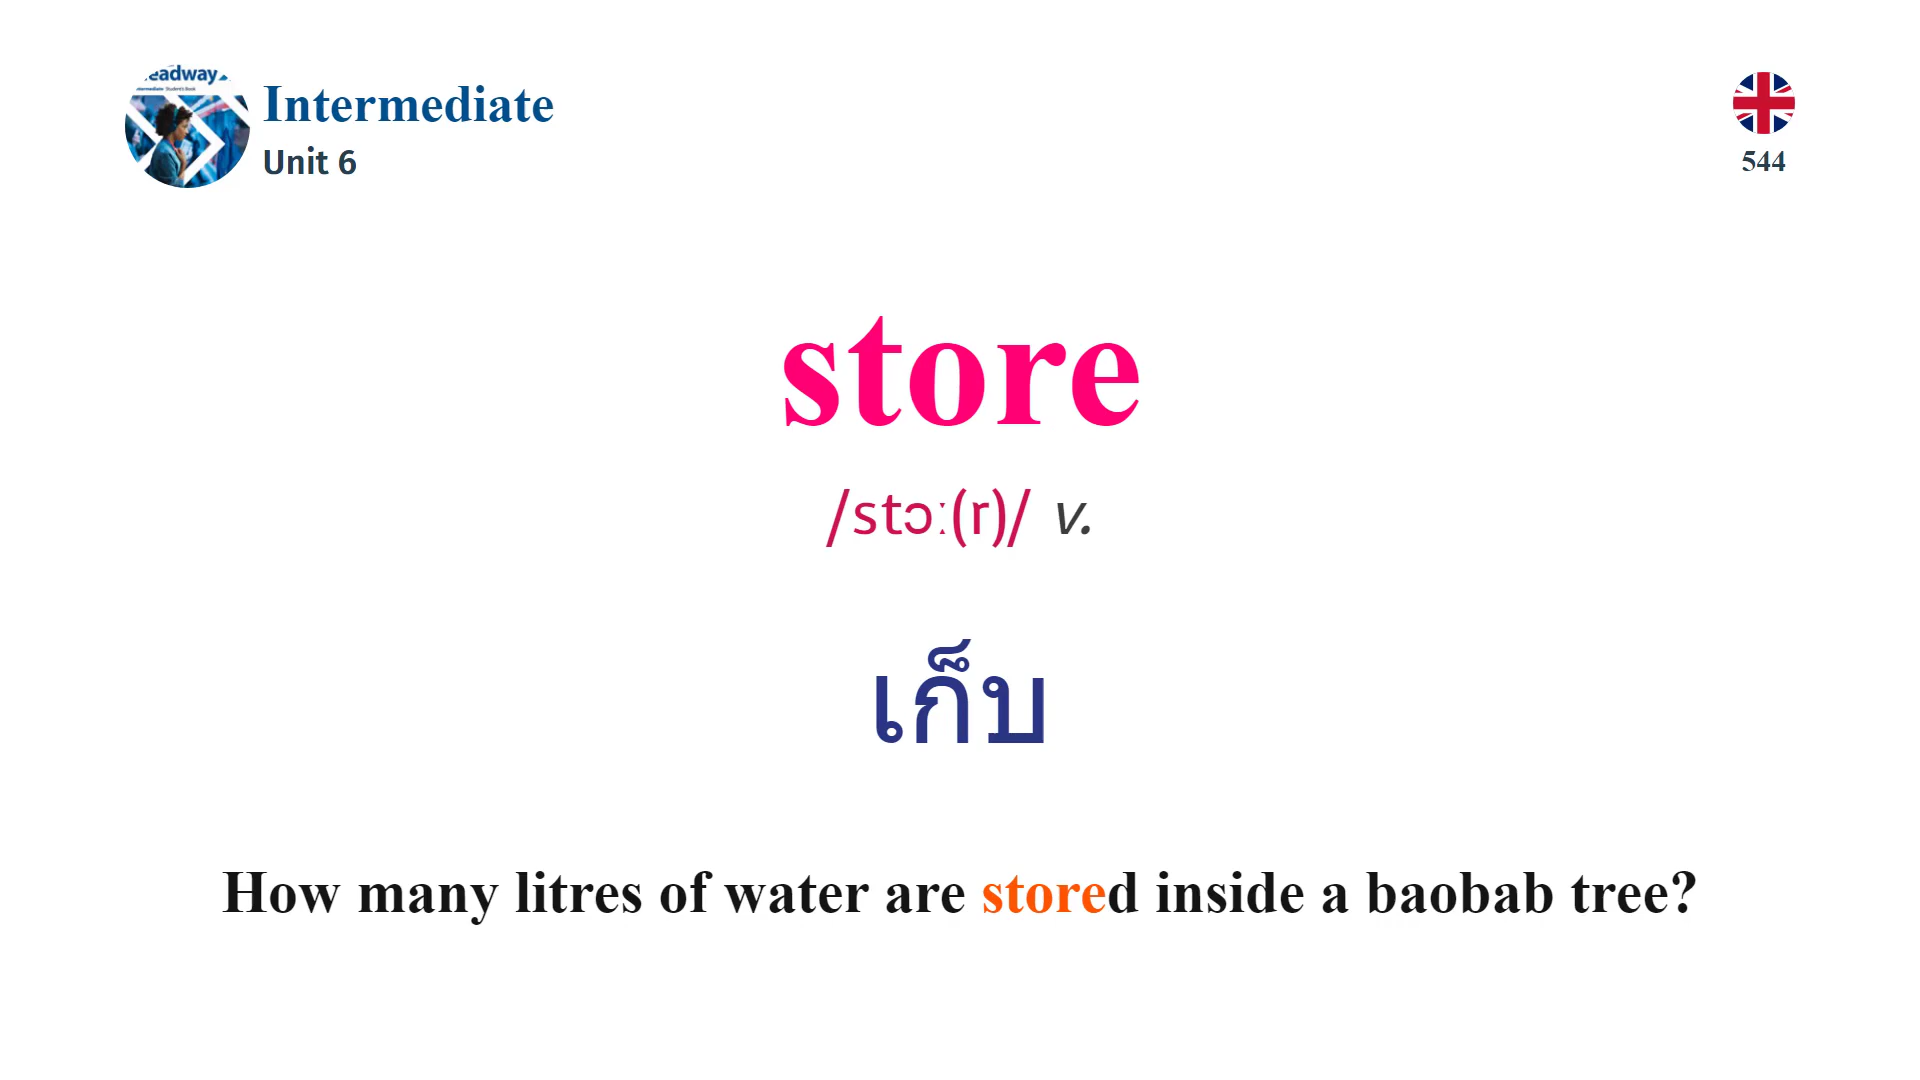 eadway
Intermediate
Unit 6
544
store
/stɔː(r)/ v.
เก็บ
How many litres of water are stored inside a baobab tree?